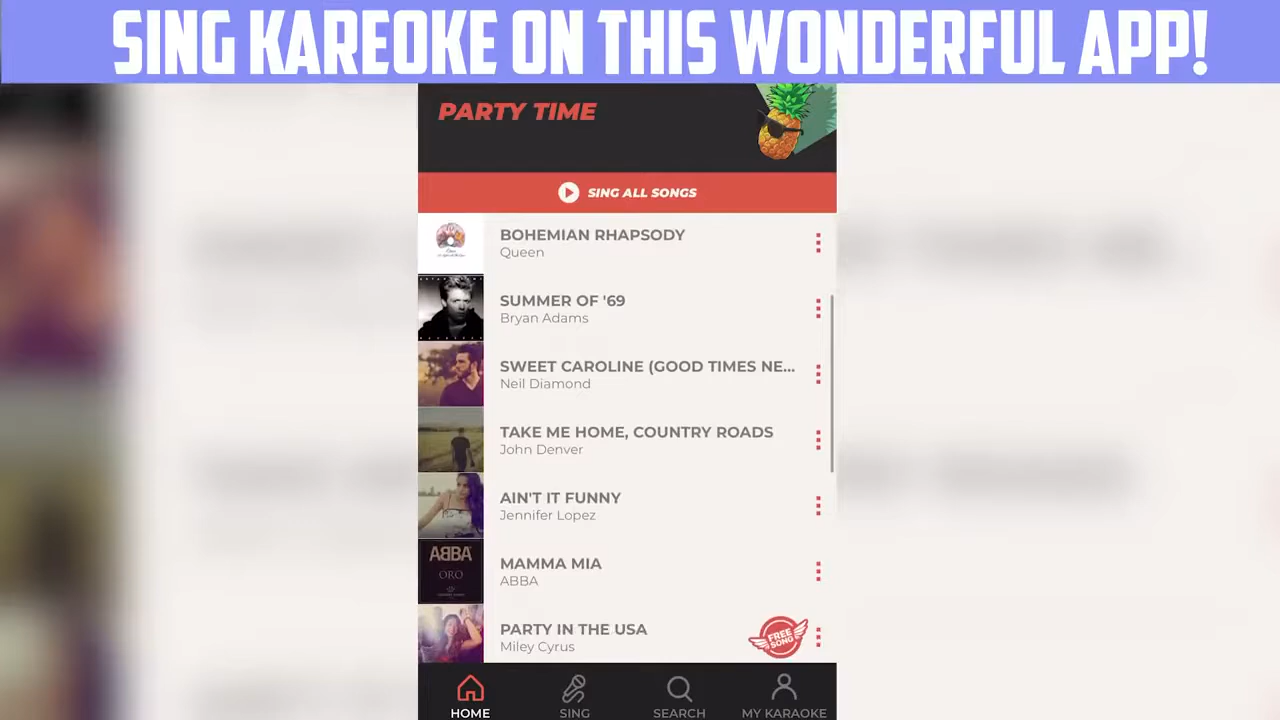 SING KAREOKE ON THIS WONDERFUL APP!
PARTY TIME
SING ALL SONGS
BOHEMIAN RHAPSODY
Queen
SUMMER OF '69
Bryan Adams
SWEET CAROLINE (GOOD TIMES NE...
Neil Diamond
TAKE ME HOME, COUNTRY ROADS
John Denver
AIN'T IT FUNNY
Jennifer Lopez
ABBA
ORO
MAMMA MIA
ABBA
PARTY IN THE USA
Miley Cyrus
FREE
SONG
HOME
SING
SEARCH
MY KARAOKE